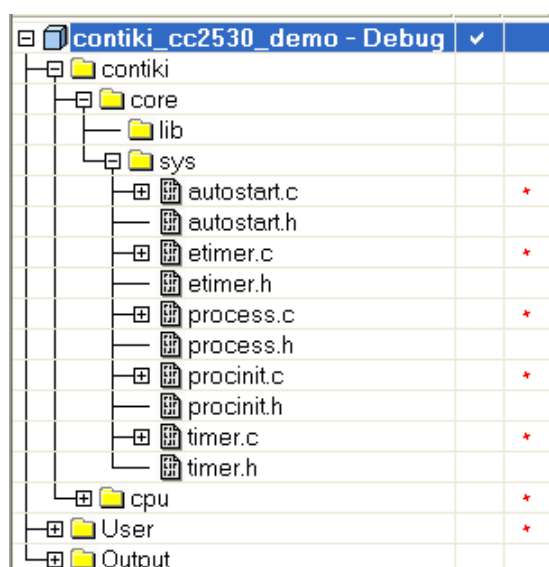 contiki_cc2530_demo - Debug
contiki
core
lib
sys
autostart.c
autostart.h
etimer.c
etimer.h
process.c
process.h
procinit.c
procinit.h
timer.c
timer.h
cpu
User
Output